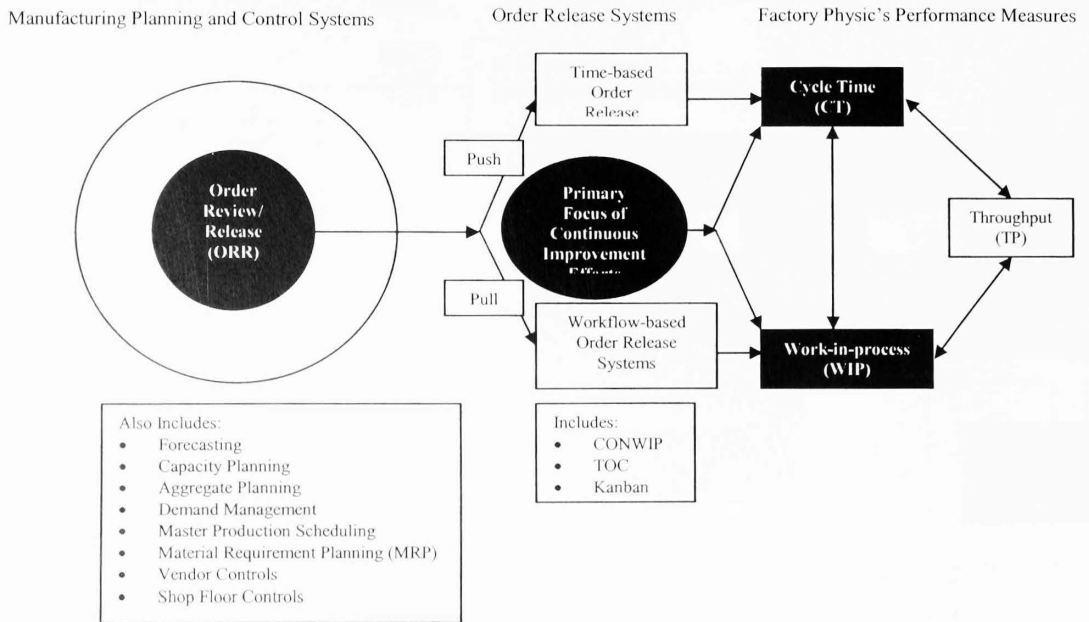 Manufacturing Planning and Control Systems
Order Release Systems
Factory Physic's Performance Measures
Order
Review/
Release
(ORR)
Push
Pull
Time-based
Order
Release
Primary
Focus of
Continuous
Improvement
Efforts
Workflow-based
Order Release
Systems
Cycle Time
(CT)
Throughput
(TP)
Work-in-process
(WIP)
Also Includes:
• Forecasting
• Capacity Planning
• Aggregate Planning
• Demand Management
• Master Production Scheduling
• Material Requirement Planning (MRP)
• Vendor Controls
• Shop Floor Controls
Includes:
• CONWIP
• TOC
• Kanban